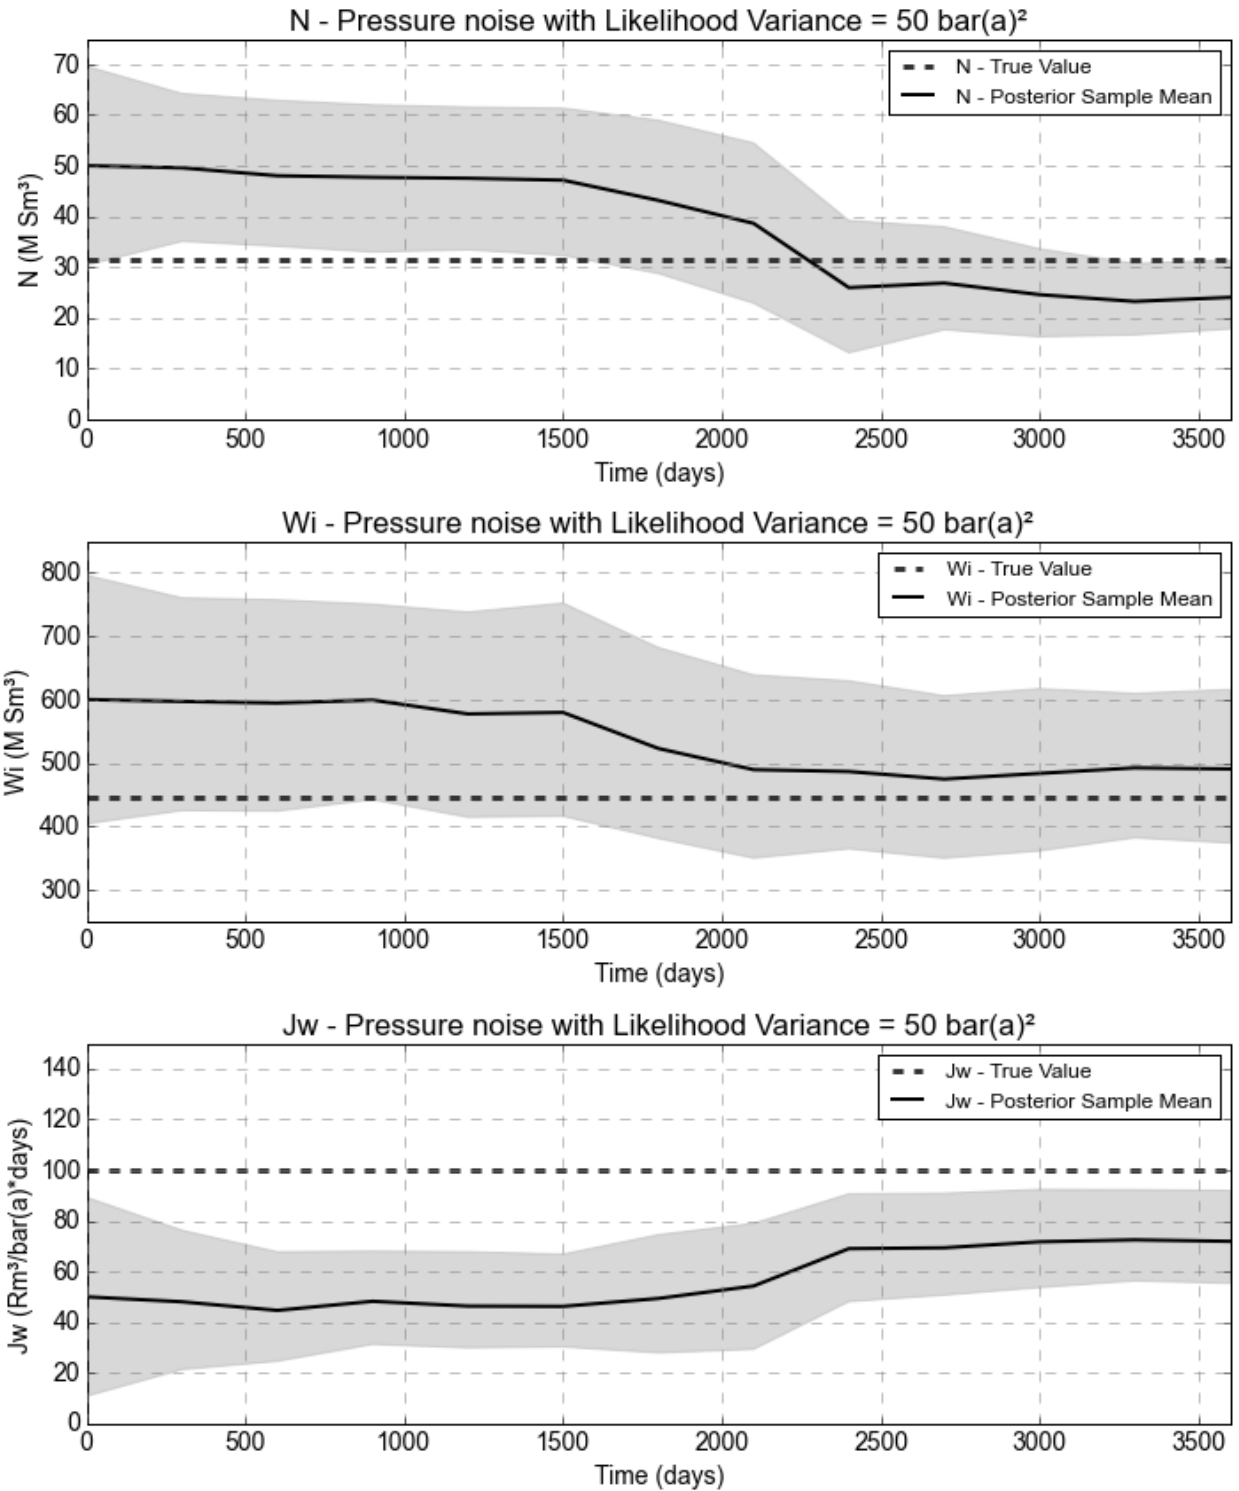 N - Pressure noise with Likelihood Variance = 50 bar(a)²
N - True Value
N - Posterior Sample Mean
N (M Sm³)
70
60
50
40
30
20
10
0
0 500 1000 1500 2000 2500 3000 3500
Time (days)
Wi - Pressure noise with Likelihood Variance = 50 bar(a)²
Wi - True Value
Wi - Posterior Sample Mean
Wi (M Sm³)
800
700
600
500
400
300
0 500 1000 1500 2000 2500 3000 3500
Time (days)
Jw - Pressure noise with Likelihood Variance = 50 bar(a)²
Jw - True Value
Jw - Posterior Sample Mean
Jw (Rm³/bar(a)*days)
140
120
100
80
60
40
20
0
0 500 1000 1500 2000 2500 3000 3500
Time (days)